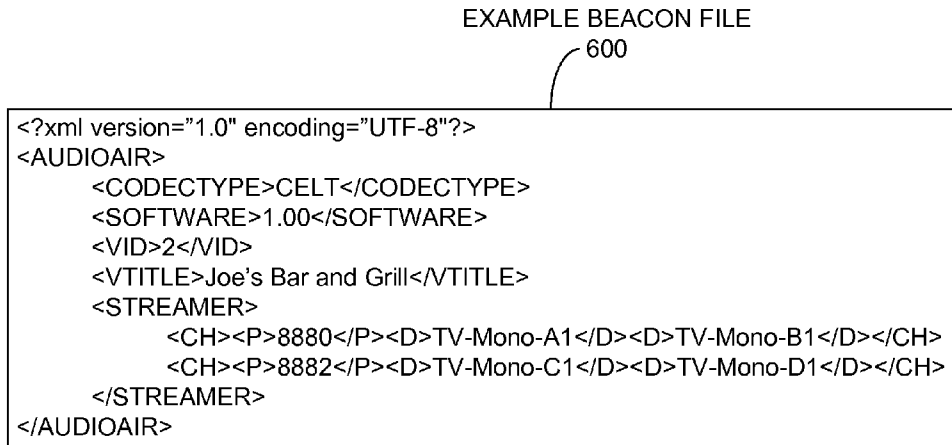 EXAMPLE BEACON FILE
600
<?xml version=”1.0" encoding=”UTF-8"?>
<AUDIOAIR>
<CODECTYPE>CELT</CODECTYPE>
<SOFTWARE>1.00</SOFTWARE>
<VID>2</VID>
<VTITLE>Joe’s Bar and Grill</VTITLE>
<STREAMER>
<CH><P>8880</P><D>TV-Mono-A1</D><D>TV-Mono-B1</D></CH>
<CH><P>8882</P><D>TV-Mono-C1</D><D>TV-Mono-D1</D></CH>
</STREAMER>
</AUDIOAIR>